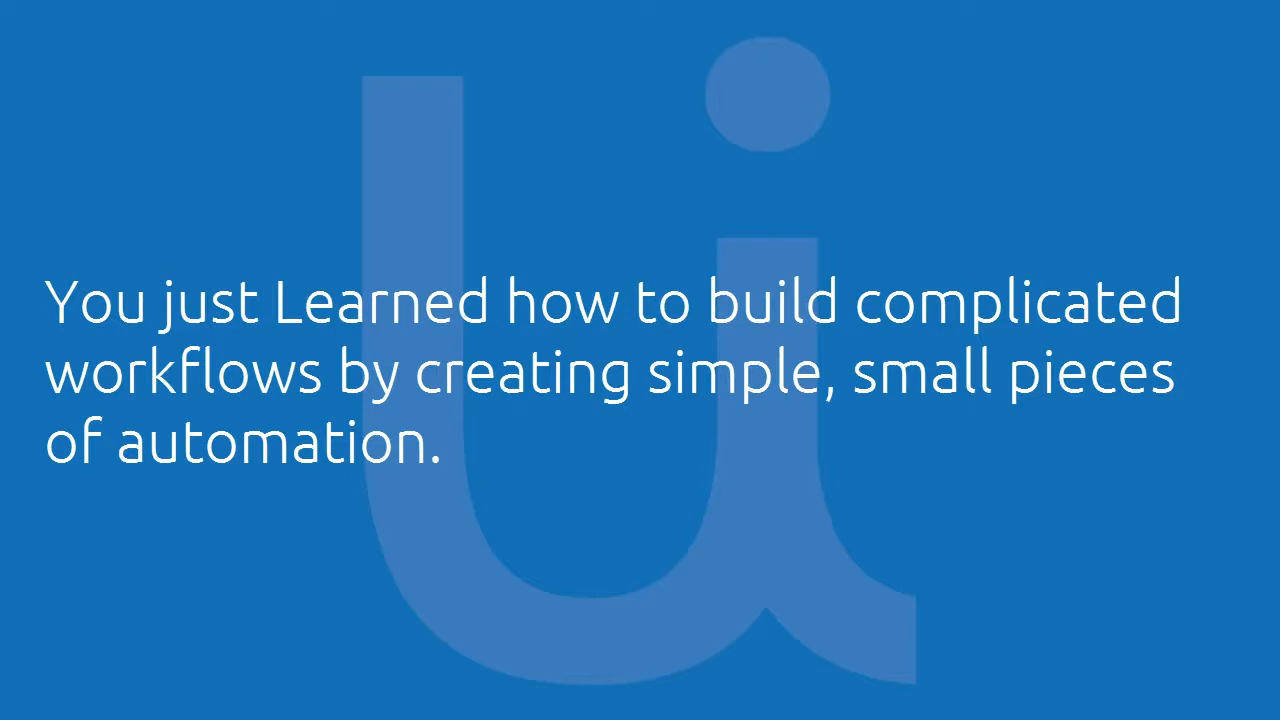 You just Learned how to build complicated
workflows by creating simple, small pieces
of automation.